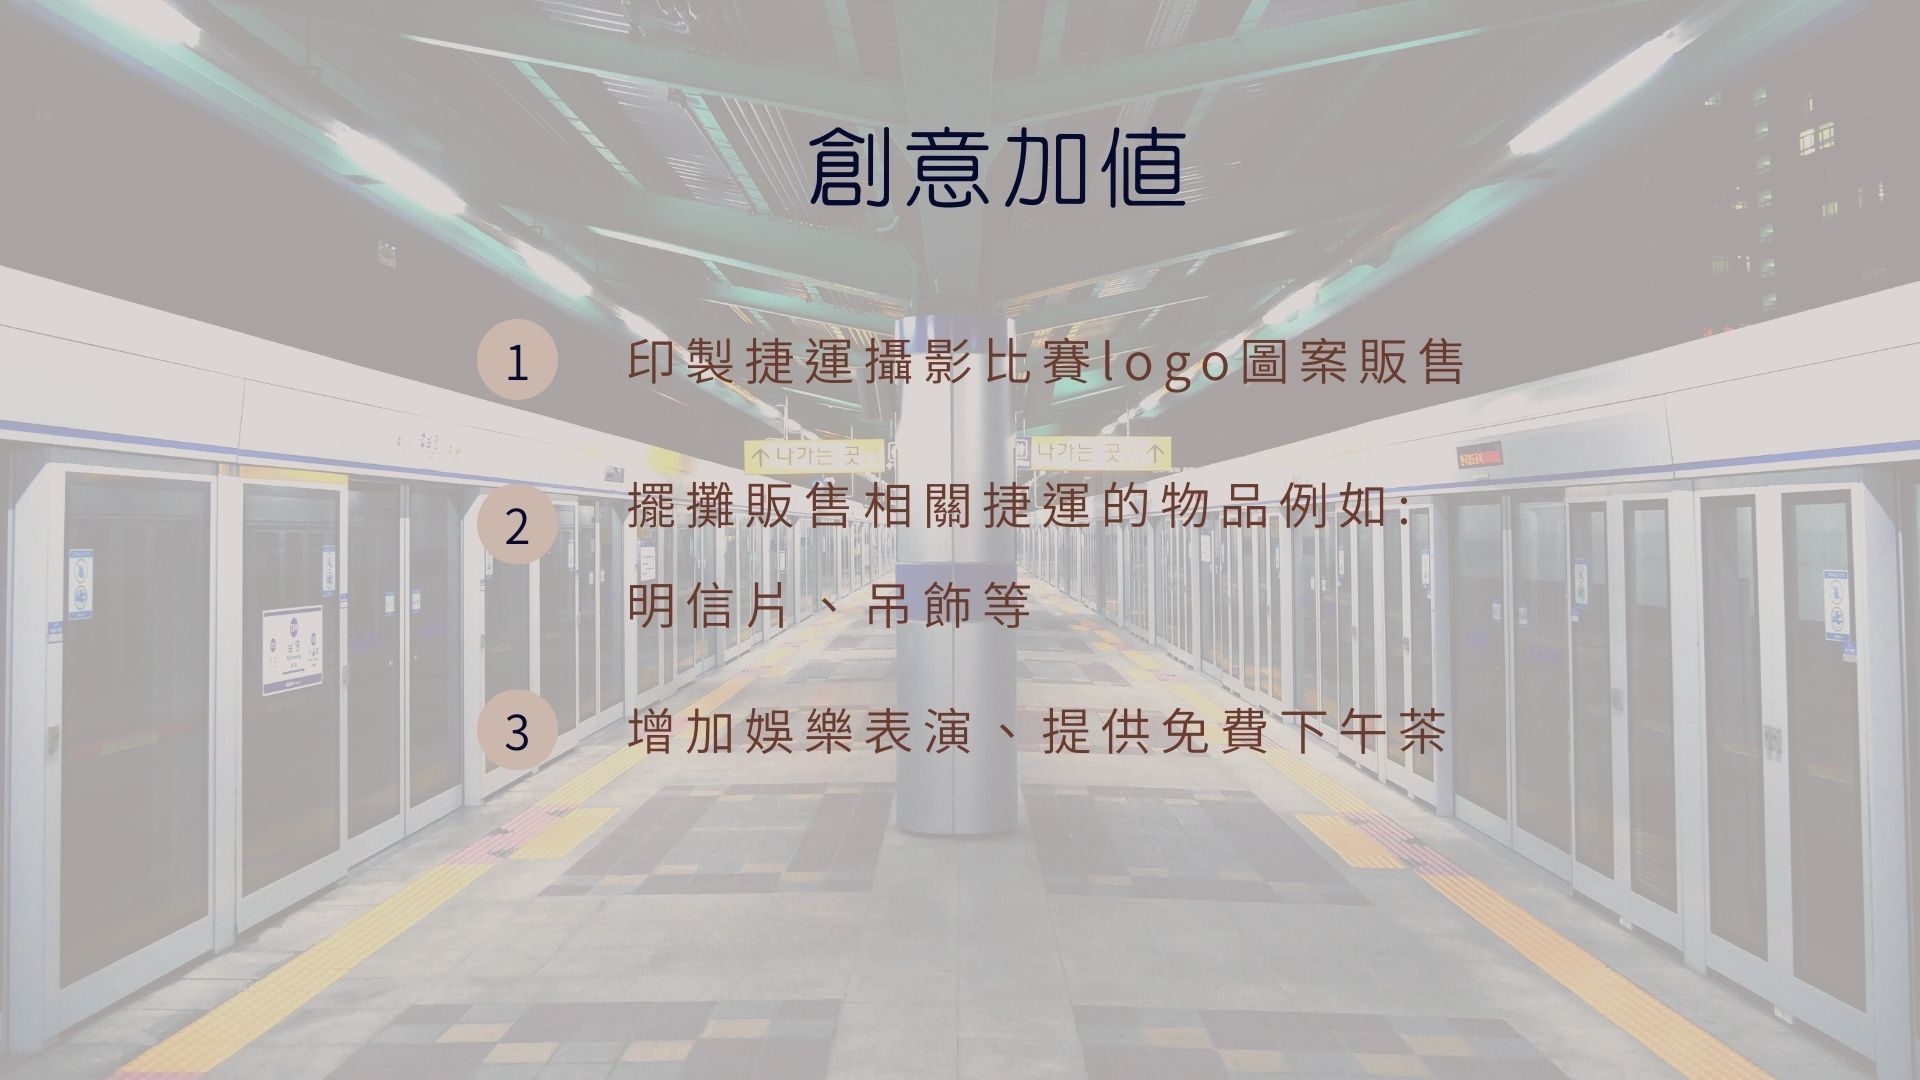 創意加值
1 印製捷運攝影比賽logo圖案販售
↑나가는 곳
나가는 곳 ↑
2 擺攤販售相關捷運的物品例如:
明信片、吊飾等
3 增加娛樂表演、提供免費下午茶